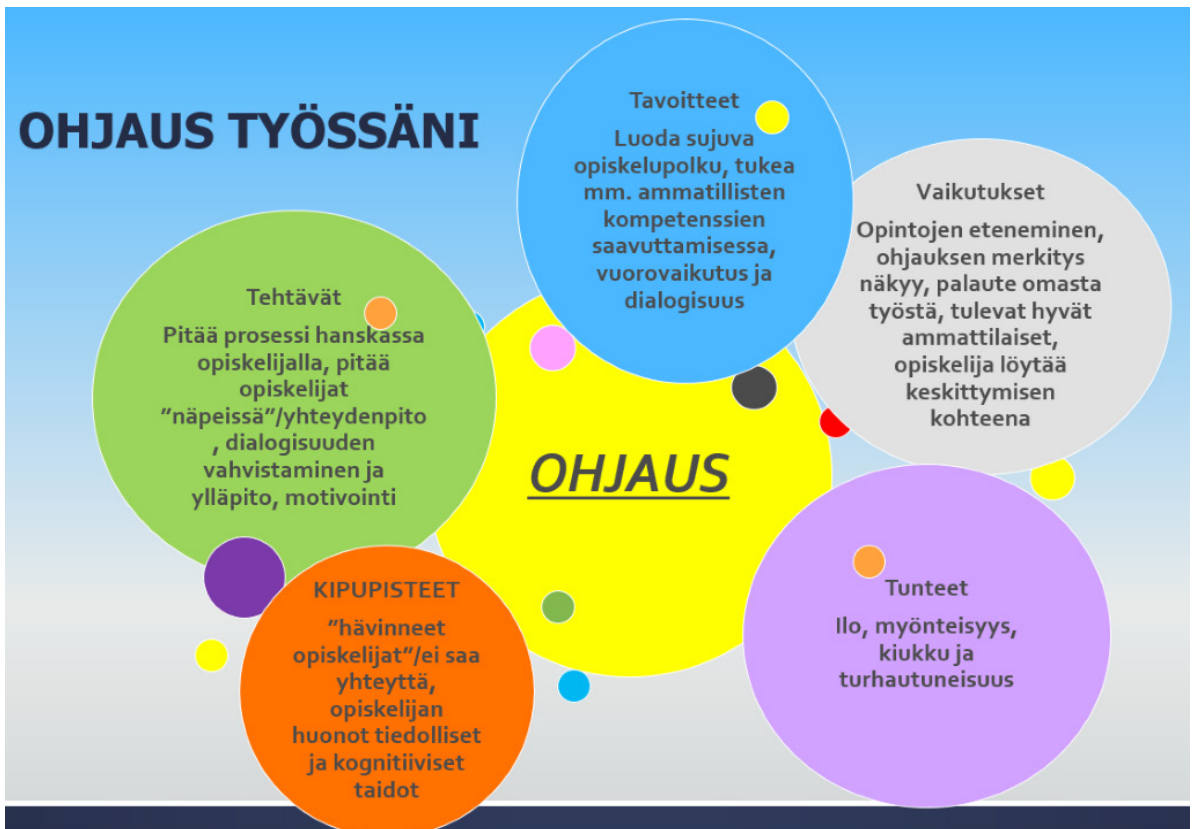 OHJAUS TYÖSSÄNI
Tavoitteet
Luoda sujuva
opiskelupolku, tukea
mm. ammatillisten
kompetenssien
saavuttamisessa,
vuorovaikutus ja
dialogisuus
Vaikutukset
Opintojen eteneminen,
ohjauksen merkitys
näkyy, palaute omasta
työstä, tulevat hyvät
ammattilaiset,
opiskelija löytää
keskittymisen
kohteena
Tehtävät
Pitää prosessi hanskassa
opiskelijalla, pitää
opiskelijat
”näpeissä”/yhteydenpito
, dialogisuuden
vahvistaminen ja
ylläpito, motivointi
OHJAUS
KIPUPISTEET
”hävinneet
opiskelijat”/ei saa
yhteyttä,
opiskelijan
huonot tiedolliset
ja kognitiiviset
taidot
Tunteet
Ilo, myönteisyys,
kiukku ja
turhautuneisuus